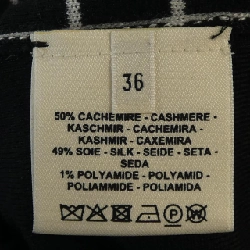 36
50% CACHEMIRE - CASHMERE -
KASCHMIR - CACHEMIRA -
KASHMIR - CAXEMIRA
49% SOIE - SILK - SEIDE - SETA -
SEDA
1% POLYAMIDE - POLYAMID -
POLIAMMIDE - POLIAMIDA